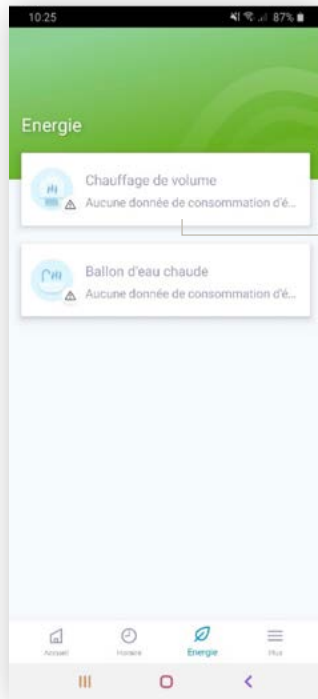 10:25
87%
Energie
Chauffage de volume
Aucune donnée de consommation d'é...
Ballon d'eau chaude
Aucune donnée de consommation d'é...
Accueil
Horaire
Energie
Plus